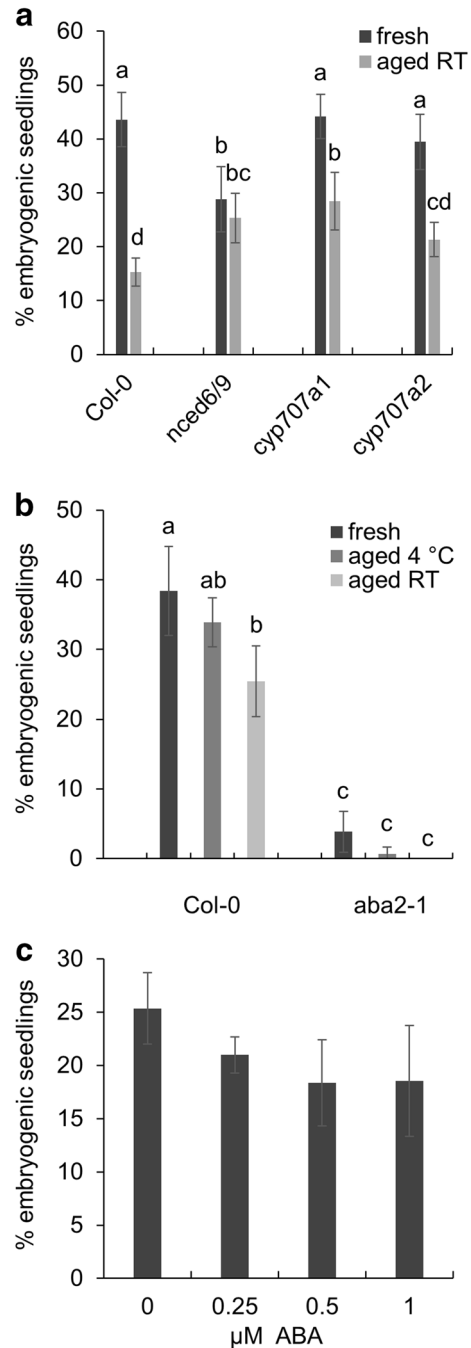 a
60
50
40
30
20
10
0
% embryogenic seedlings
fresh
aged RT
a
d
b
bc
a
b
a
cd
Col-0
nced6/9
cyp707a1
cyp707a2
b
50
40
30
20
10
0
% embryogenic seedlings
fresh
aged 4 °C
aged RT
a
ab
b
c
c
c
Col-0
aba2-1
c
30
25
20
15
10
5
0
% embryogenic seedlings
0
0.25
0.5
1
µM ABA